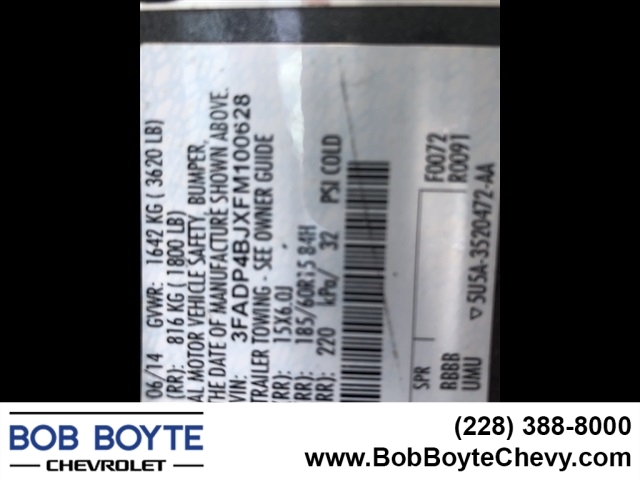 06/14 GVWR: 1642 KG ( 3620 LB)
(RR): 816 KG (1800 LB)
AL MOTOR VEHICLE SAFETY, BUMPER,
THE DATE OF MANUFACTURE SHOWN ABOVE.
VIN: 3FADP4BJXFM100628
TRAILER TOWING - SEE OWNER GUIDE
(RR): 15X6.0J
(RR): 185/60R15 84H
RR): 220 kPa/ 32 PSI COLD
SPR F0072
RBBB R0091
UMU ▽5U5A-3520472-AA
BOB BOYTE
CHEVROLET
(228) 388-8000
www.BobBoyteChevy.com